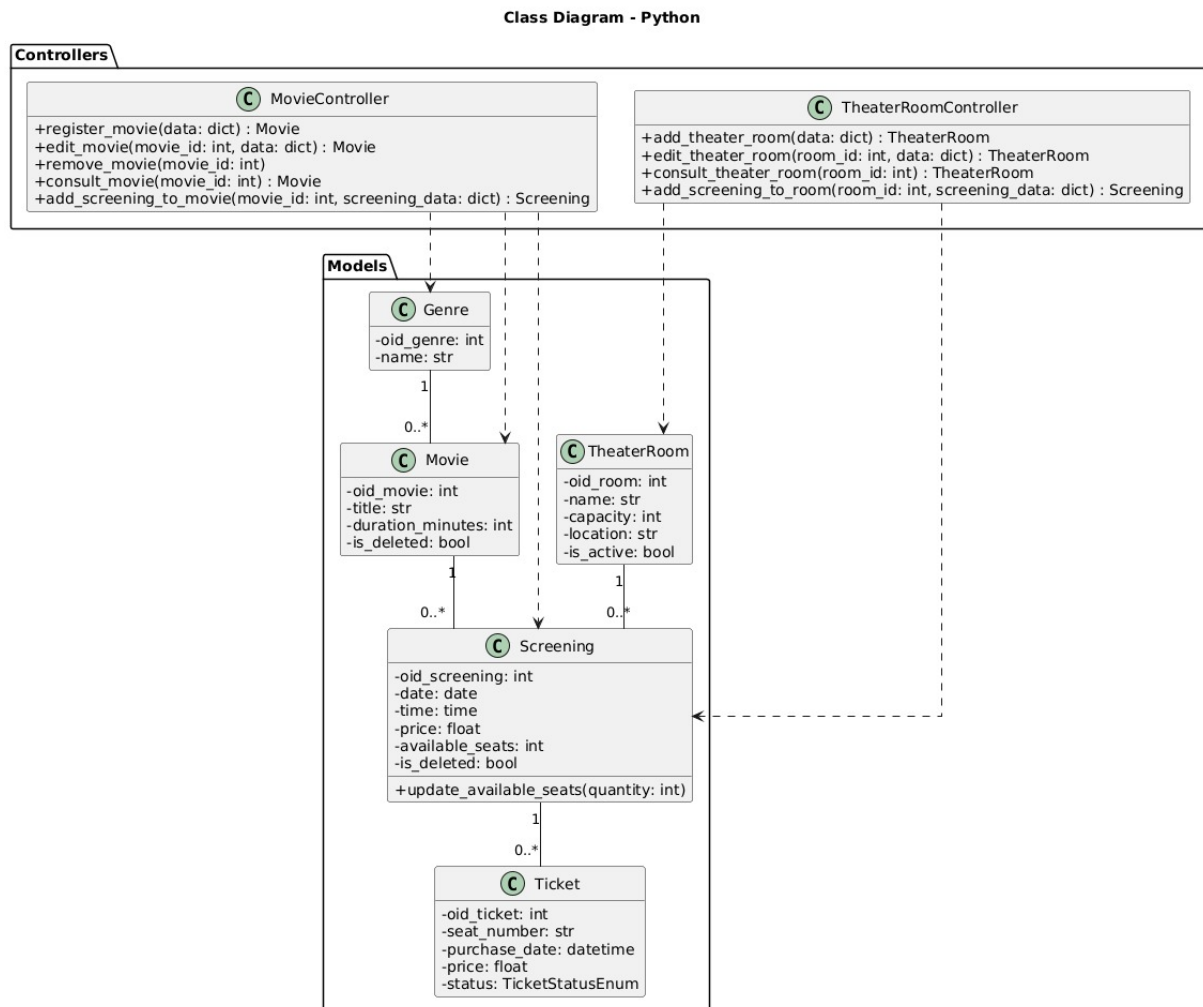 Class Diagram - Python
Controllers
C MovieController
+register_movie(data: dict) : Movie
+edit_movie(movie_id: int, data: dict) : Movie
+remove_movie(movie_id: int)
+consult_movie(movie_id: int) : Movie
+add_screening_to_movie(movie_id: int, screening_data: dict) : Screening
C TheaterRoomController
+add_theater_room(data: dict) : TheaterRoom
+edit_theater_room(room_id: int, data: dict) : TheaterRoom
+consult_theater_room(room_id: int) : TheaterRoom
+add_screening_to_room(room_id: int, screening_data: dict) : Screening
Models
C Genre
-oid_genre: int
-name: str
1
0..*
C Movie
-oid_movie: int
-title: str
-duration_minutes: int
-is_deleted: bool
C TheaterRoom
-oid_room: int
-name: str
-capacity: int
-location: str
-is_active: bool
1
0..*
1
0..*
C Screening
-oid_screening: int
-date: date
-time: time
-price: float
-available_seats: int
-is_deleted: bool
+update_available_seats(quantity: int)
1
0..*
C Ticket
-oid_ticket: int
-seat_number: str
-purchase_date: datetime
-price: float
-status: TicketStatusEnum